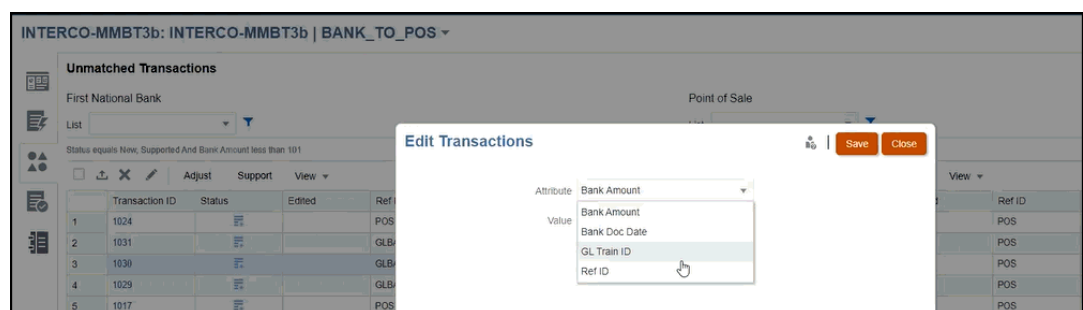 INTERCO-MMBT3b: INTERCO-MMBT3b | BANK_TO_POS
Unmatched Transactions
First National Bank
Point of Sale
List
Status equals New, Supported And Bank Amount less than 101
Adjust Support View
View
Transaction ID Status Edited Ref
Ref ID
1 1024 POS
POS
2 1031 GLBA
POS
3 1030 GLBA
POS
4 1029 GLBA
POS
5 1017 POS
POS
Edit Transactions
Save Close
Attribute Bank Amount
Value
Bank Amount
Bank Doc Date
GL Train ID
Ref ID